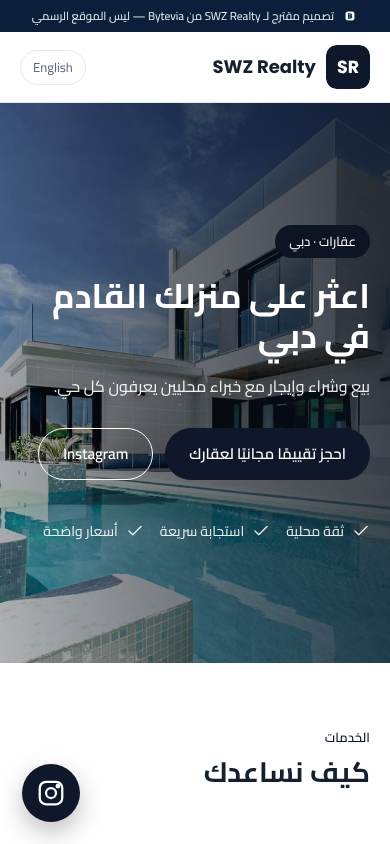 تصميم مقترح لـ SWZ Realty من Bytevia — ليس الموقع الرسمي
SR SWZ Realty
English
عقارات · دبي
اعثر على منزلك القادم
في دبي
بيع وشراء وإيجار مع خبراء محليين يعرفون كل حي.
احجز تقييمًا مجانيًا لعقارك
Instagram
ثقة محلية
استجابة سريعة
أسعار واضحة
الخدمات
كيف نساعدك